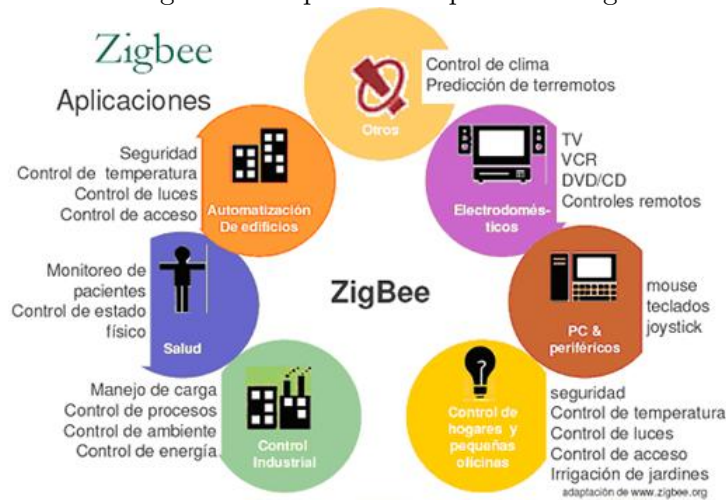 Zigbee
Aplicaciones
Otros
Control de clima
Predicción de terremotos
Electrodomés-
ticos
TV
VCR
DVD/CD
Controles remotos
PC &
periféricos
mouse
teclados
joystick
Control de
hogares y
pequeñas
oficinas
seguridad
Control de temperatura
Control de luces
Control de acceso
Irrigación de jardines
Control
Industrial
Manejo de carga
Control de procesos
Control de ambiente
Control de energía
Salud
Monitoreo de
pacientes
Control de estado
físico
Automatización
De edificios
Seguridad
Control de temperatura
Control de luces
Control de acceso
ZigBee
adaptación de www.zigbee.org